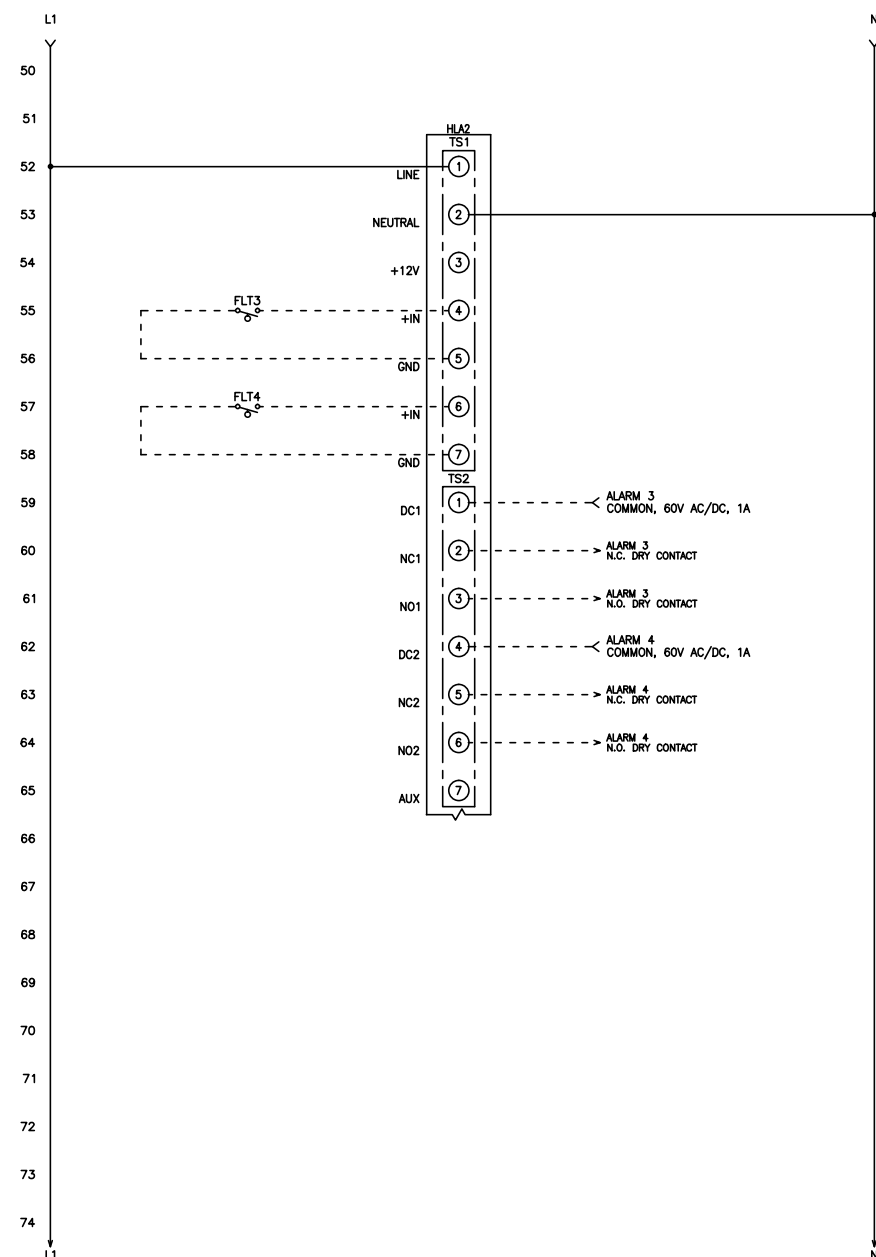 L1 N
50
51
HLA2
TS1
52 LINE 1
53 NEUTRAL 2
54 +12V 3
FLT3
55 +IN 4
56 GND 5
FLT4
57 +IN 6
58 GND 7
TS2
59 DC1 1 ALARM 3
COMMON, 60V AC/DC, 1A
60 NC1 2 ALARM 3
N.C. DRY CONTACT
61 NO1 3 ALARM 3
N.O. DRY CONTACT
62 DC2 4 ALARM 4
COMMON, 60V AC/DC, 1A
63 NC2 5 ALARM 4
N.C. DRY CONTACT
64 NO2 6 ALARM 4
N.O. DRY CONTACT
65 AUX 7
66
67
68
69
70
71
72
73
74
L1 N